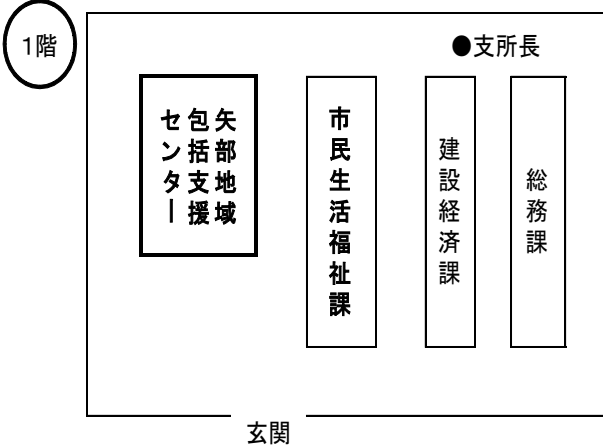 1階
●支所長
矢部地域
包括支援
センター
市民生活福祉課
建設経済課
総務課
玄関